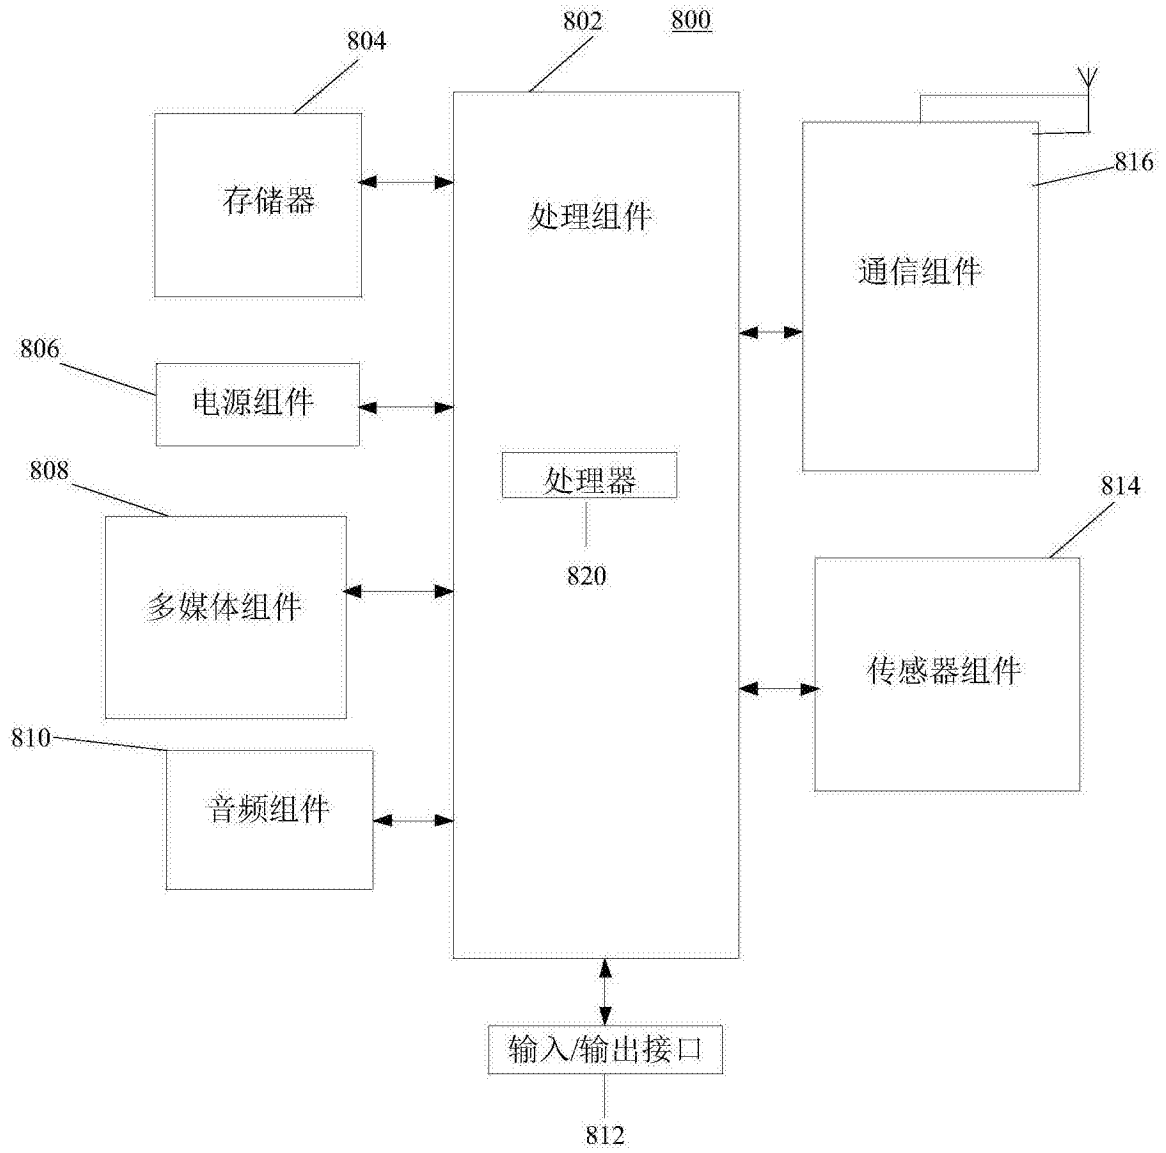 800
802
804
存储器
处理组件
816
通信组件
806
电源组件
808
处理器
820
814
多媒体组件
传感器组件
810
音频组件
输入/输出接口
812